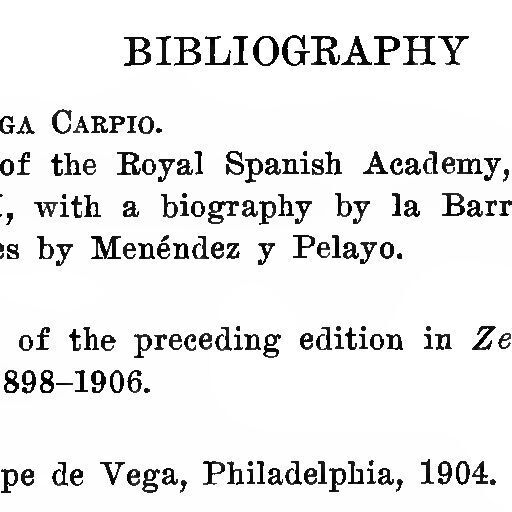 BIBLIOGRAPHY
GA CARPIO.
of the Royal Spanish Academy,
, with a biography by la Barr
es by Menéndez y Pelayo.
of the preceding edition in Ze
898–1906.
pe de Vega, Philadelphia, 1904.